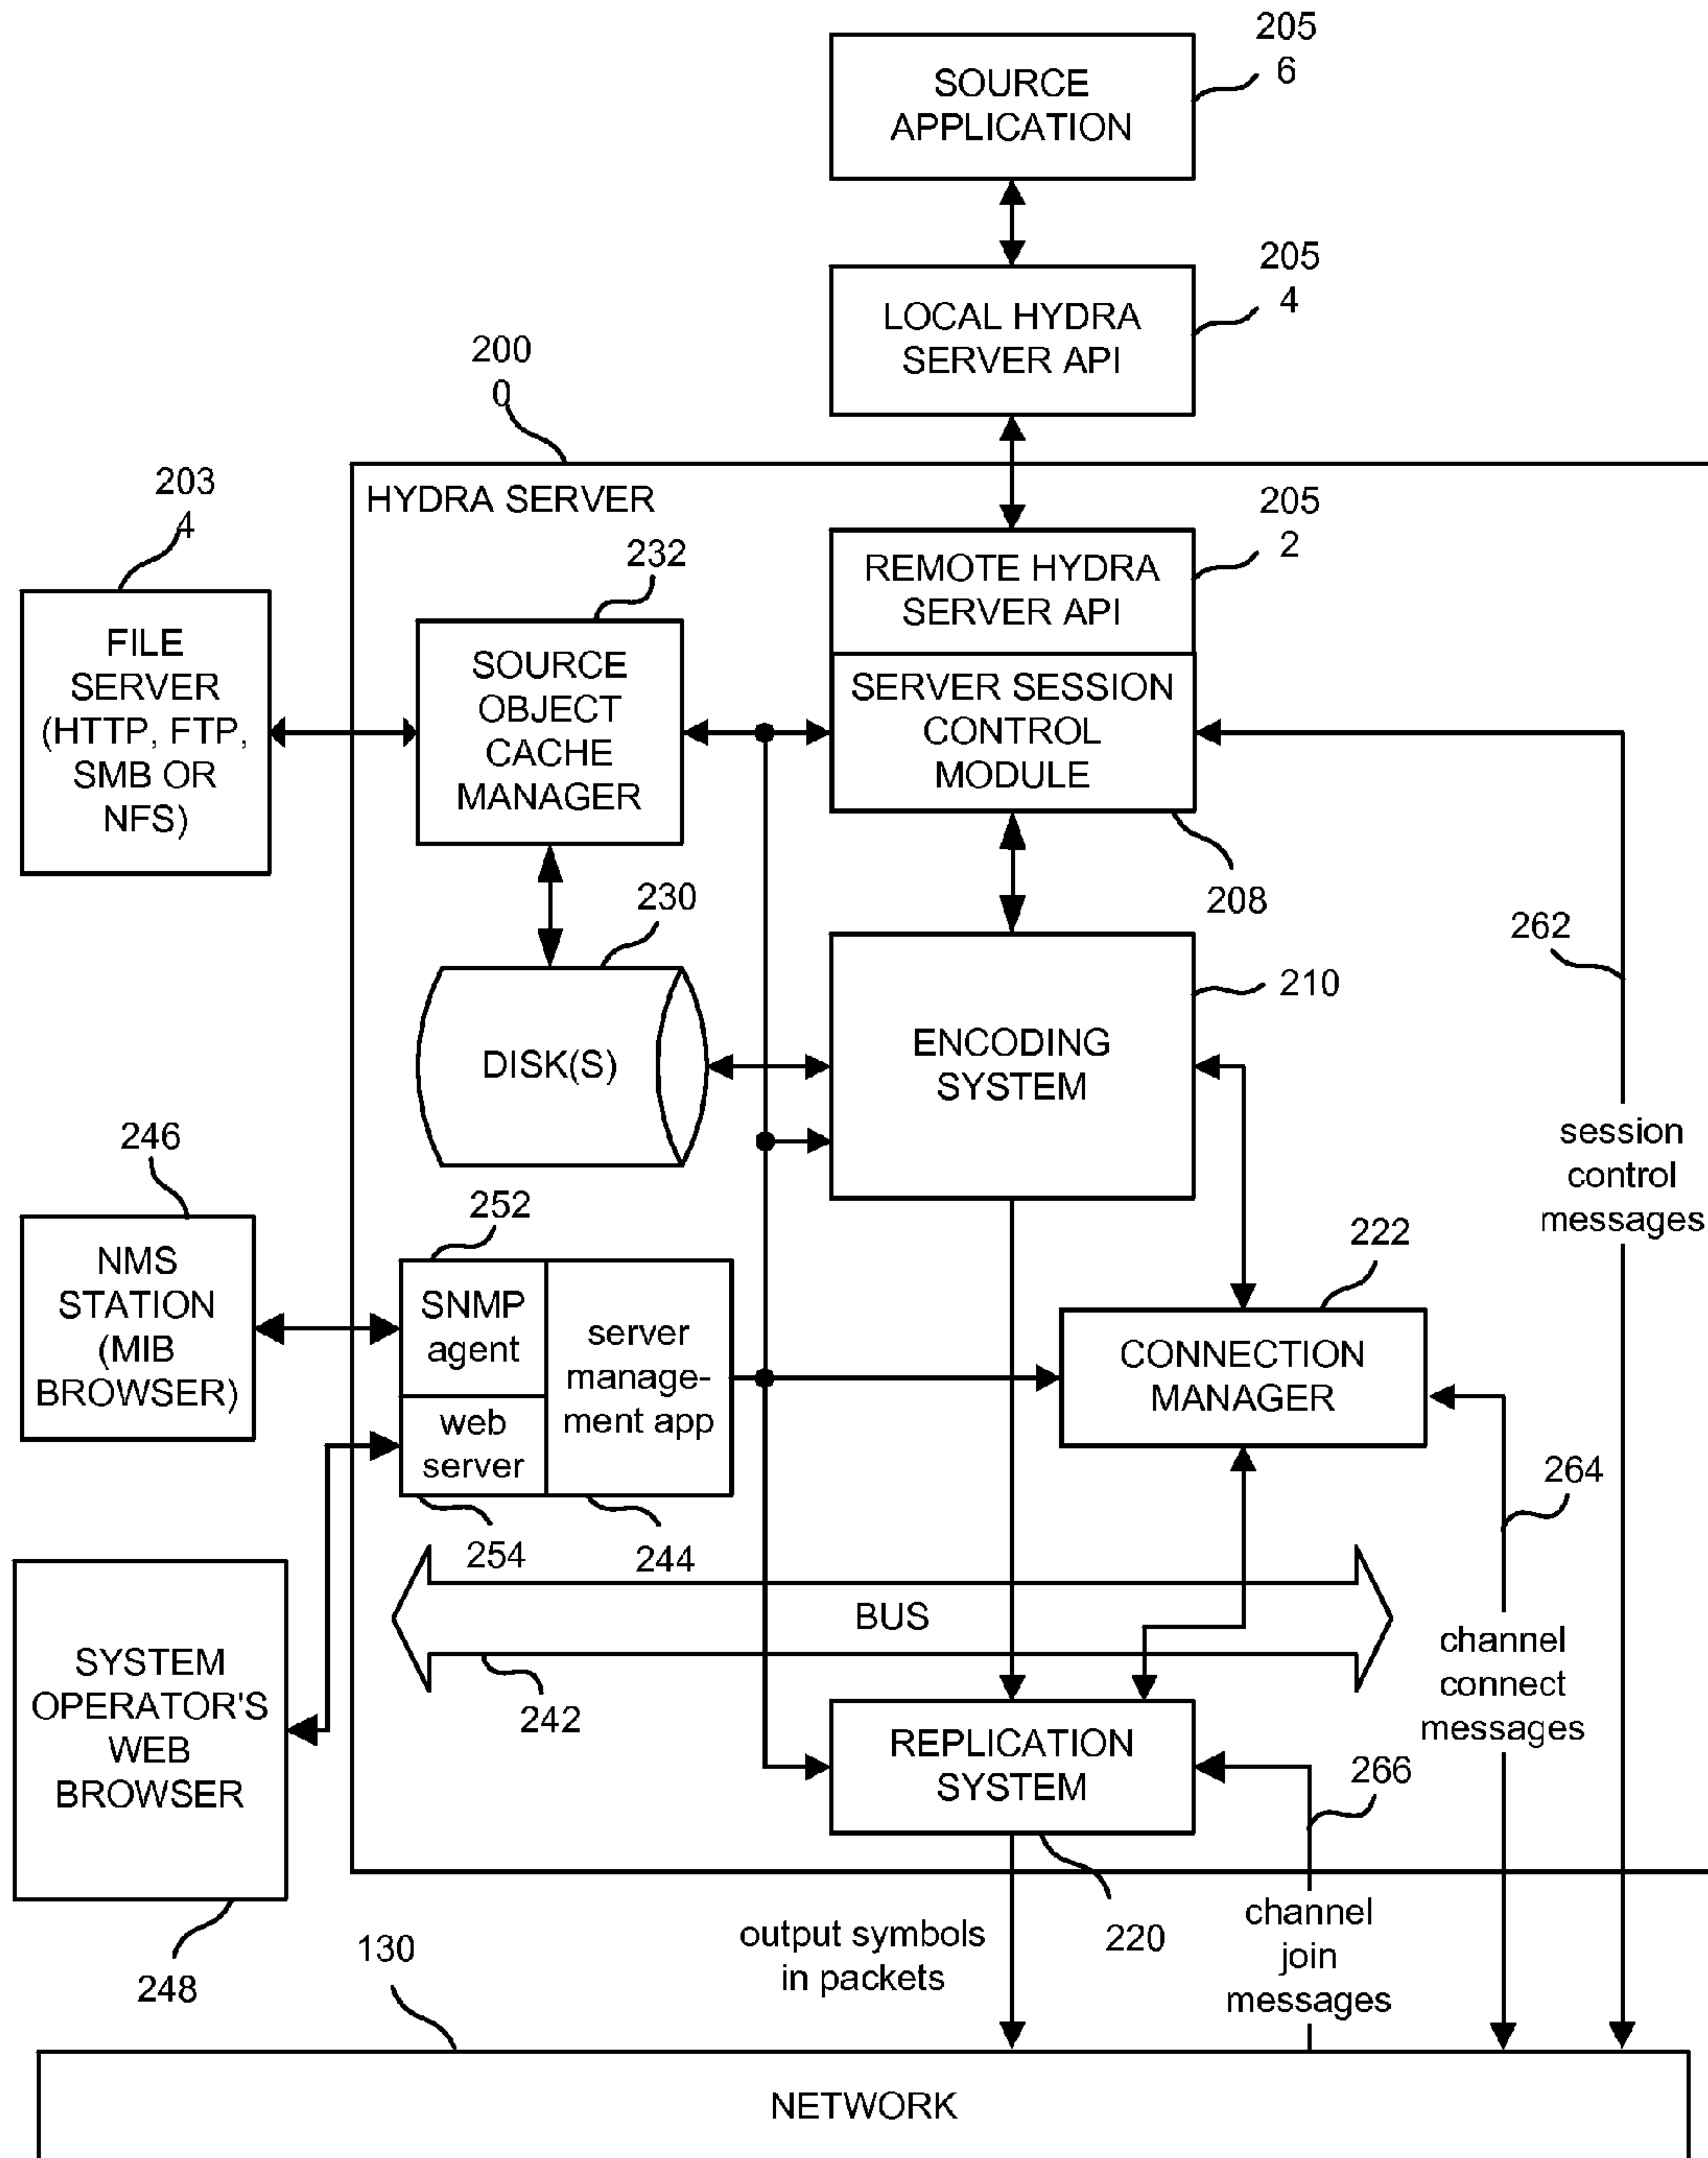 205
6
SOURCE
APPLICATION
205
4
LOCAL HYDRA
SERVER API
200
0
HYDRA SERVER
203
4
205
2
232
REMOTE HYDRA
SERVER API
FILE
SERVER
(HTTP, FTP,
SMB OR
NFS)
SOURCE
OBJECT
CACHE
MANAGER
SERVER SESSION
CONTROL
MODULE
208
230
262
210
DISK(S)
ENCODING
SYSTEM
session
control
messages
246
252
222
NMS
STATION
(MIB
BROWSER)
SNMP
agent
server
manage-
ment app
web
server
CONNECTION
MANAGER
264
254
244
BUS
channel
connect
messages
242
SYSTEM
OPERATOR'S
WEB
BROWSER
REPLICATION
SYSTEM
266
248
130
output symbols
in packets
220
channel
join
messages
NETWORK